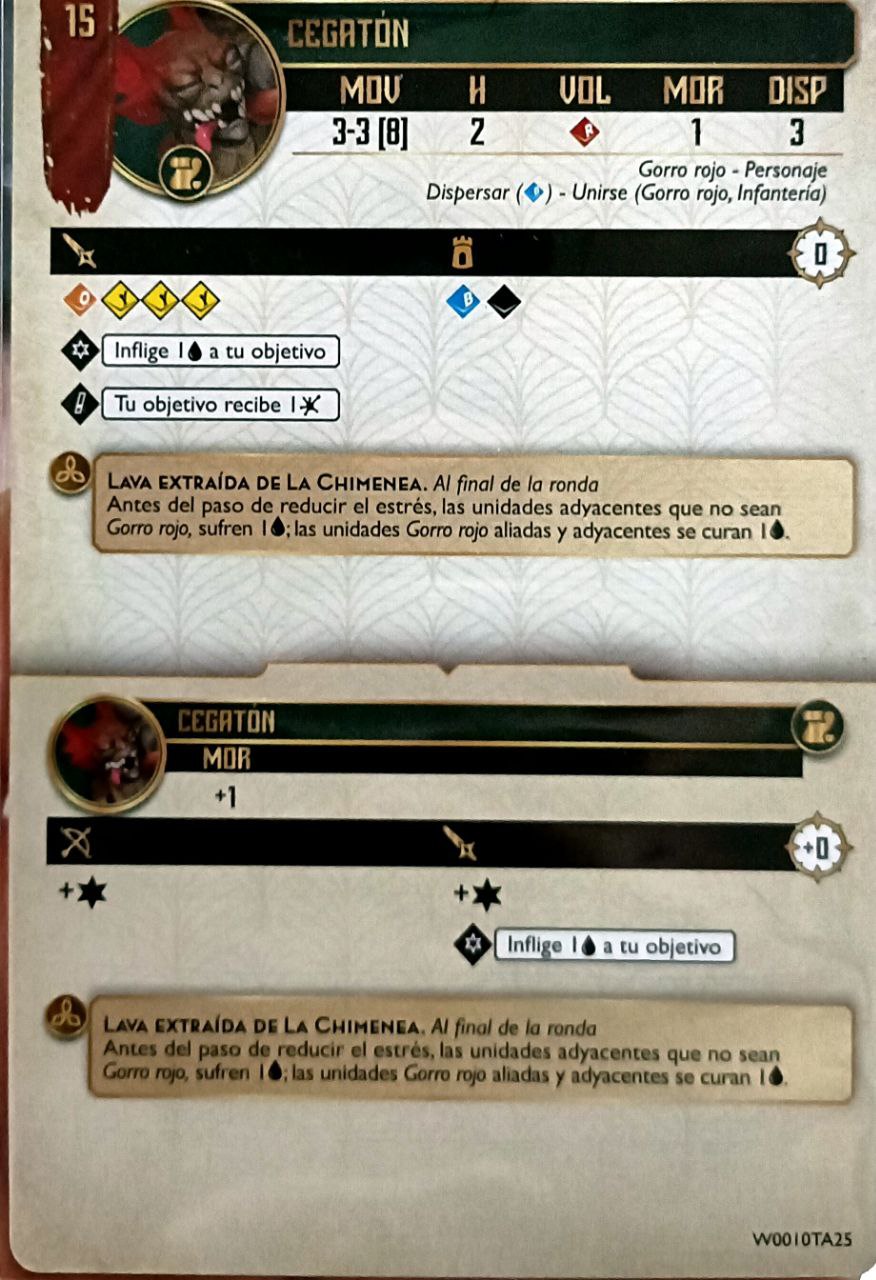 15
CEGATÓN
MOV H VOL MOR DISP
3-3 [8] 2 R 1 3
Gorro rojo - Personaje
Dispersar ( ) - Unirse (Gorro rojo, Infantería)
0
O Y Y Y B
Inflige 1 a tu objetivo
Tu objetivo recibe 1
LAVA EXTRAÍDA DE LA CHIMENEA. Al final de la ronda
Antes del paso de reducir el estrés, las unidades adyacentes que no sean
Gorro rojo, sufren 1 ; las unidades Gorro rojo aliadas y adyacentes se curan 1 .
CEGATÓN
MOR
+1
+0
+ +
Inflige 1 a tu objetivo
LAVA EXTRAÍDA DE LA CHIMENEA. Al final de la ronda
Antes del paso de reducir el estrés, las unidades adyacentes que no sean
Gorro rojo, sufren 1 ; las unidades Gorro rojo aliadas y adyacentes se curan 1 .
W0010TA25